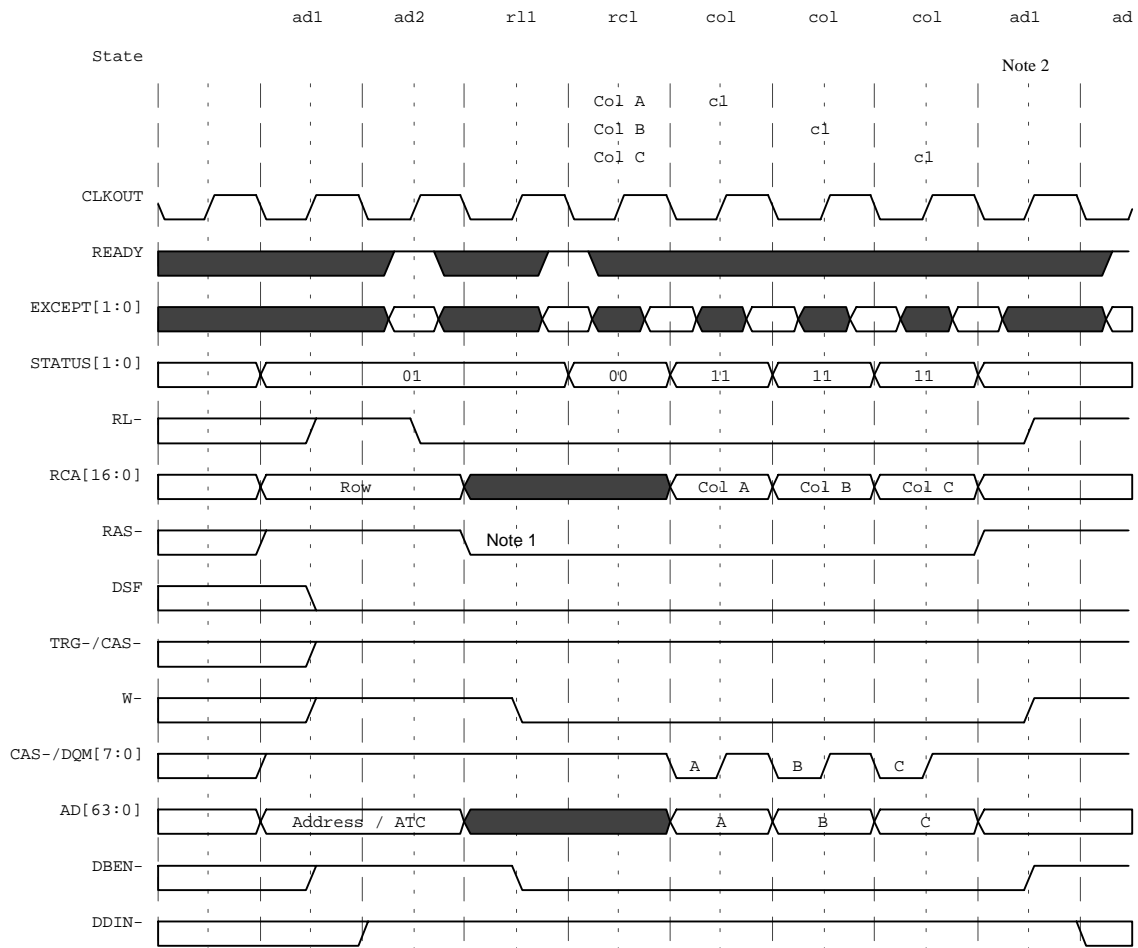 ad1 ad2 rl1 rcl col col col ad1 ad
State
Note 2
Col A c1
Col B c1
Col C c1
CLKOUT
READY
EXCEPT[1:0]
STATUS[1:0] 01 00 11 11 11
RL-
RCA[16:0] Row Col A Col B Col C
RAS- Note 1
DSF
TRG-/CAS-
W-
CAS-/DQM[7:0] A B C
AD[63:0] Address / ATC A B C
DBEN-
DDIN-